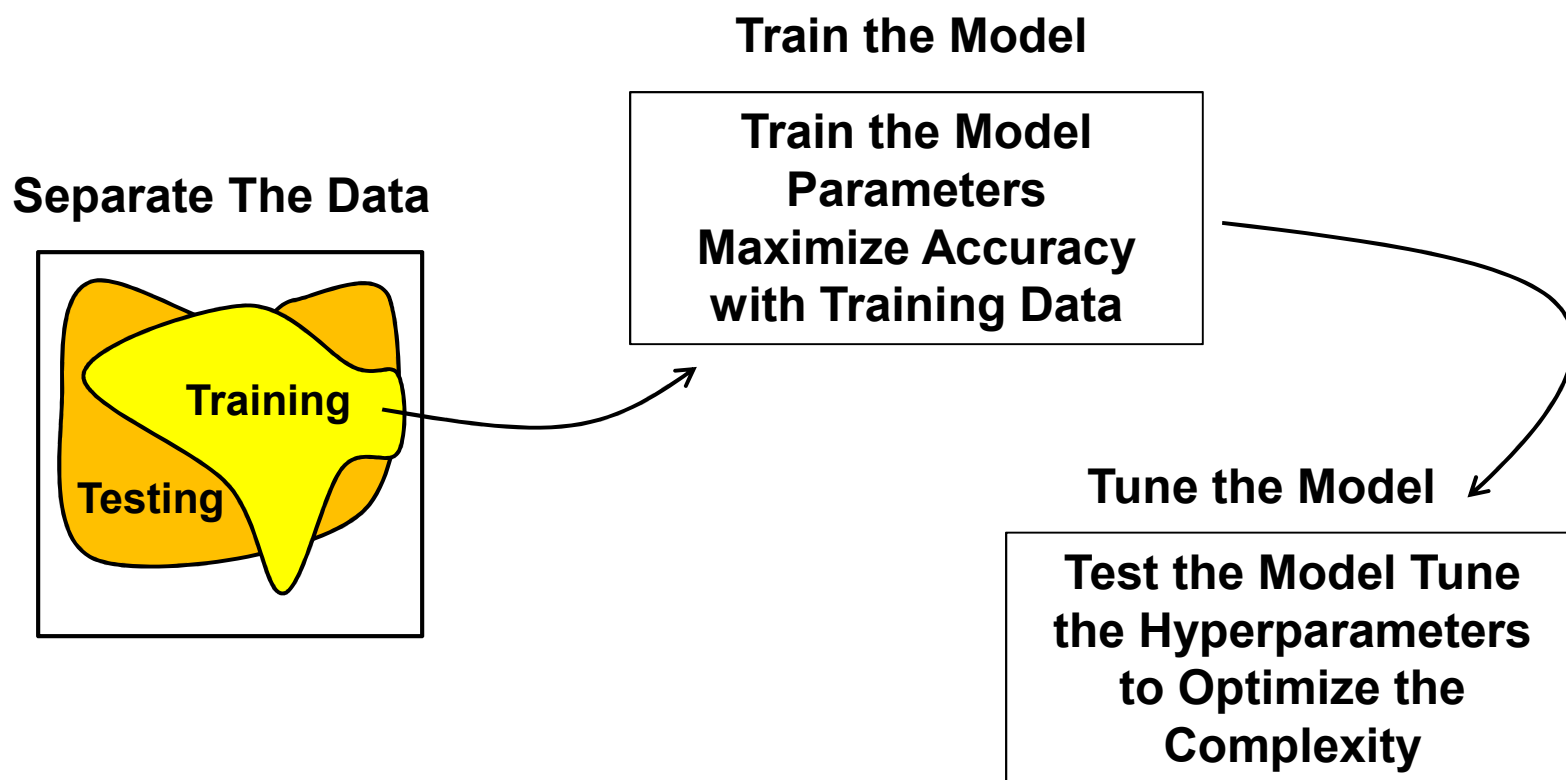 Train the Model
Train the Model
Parameters
Maximize Accuracy
with Training Data
Separate The Data
Training
Testing
Tune the Model
Test the Model Tune
the Hyperparameters
to Optimize the
Complexity